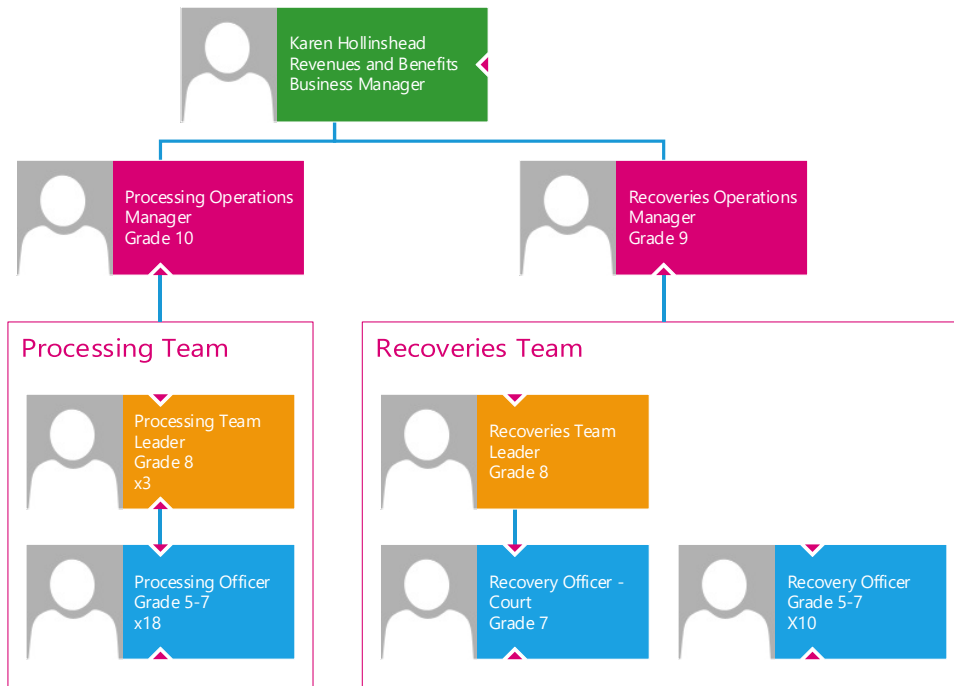 Karen Hollinshead
Revenues and Benefits
Business Manager
Processing Operations
Manager
Grade 10
Recoveries Operations
Manager
Grade 9
Processing Team
Processing Team
Leader
Grade 8
x3
Processing Officer
Grade 5-7
x18
Recoveries Team
Recoveries Team
Leader
Grade 8
Recovery Officer -
Court
Grade 7
Recovery Officer
Grade 5-7
X10